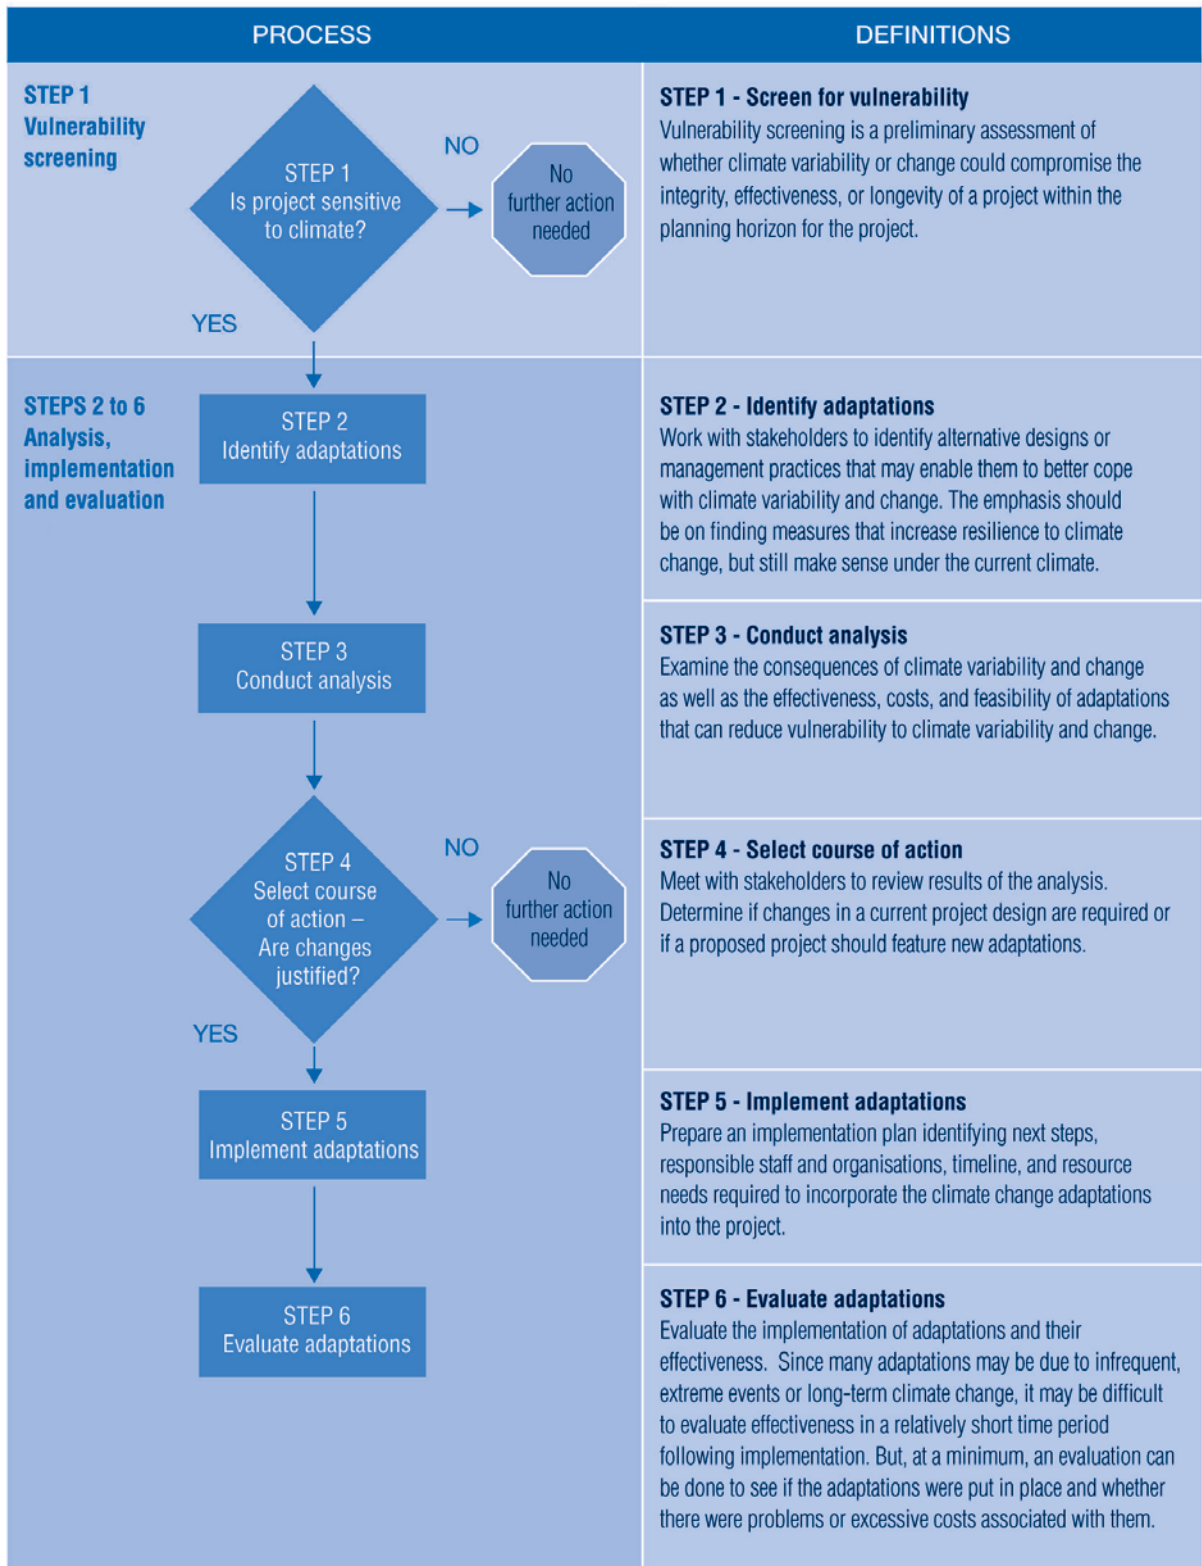 PROCESS
DEFINITIONS
STEP 1
Vulnerability
screening
STEP 1
Is project sensitive
to climate?
NO
No
further action
needed
YES
STEP 1 - Screen for vulnerability
Vulnerability screening is a preliminary assessment of
whether climate variability or change could compromise the
integrity, effectiveness, or longevity of a project within the
planning horizon for the project.
STEPS 2 to 6
Analysis,
implementation
and evaluation
STEP 2
Identify adaptations
STEP 2 - Identify adaptations
Work with stakeholders to identify alternative designs or
management practices that may enable them to better cope
with climate variability and change. The emphasis should
be on finding measures that increase resilience to climate
change, but still make sense under the current climate.
STEP 3
Conduct analysis
STEP 3 - Conduct analysis
Examine the consequences of climate variability and change
as well as the effectiveness, costs, and feasibility of adaptations
that can reduce vulnerability to climate variability and change.
STEP 4
Select course
of action –
Are changes
justified?
NO
No
further action
needed
YES
STEP 4 - Select course of action
Meet with stakeholders to review results of the analysis.
Determine if changes in a current project design are required or
if a proposed project should feature new adaptations.
STEP 5
Implement adaptations
STEP 5 - Implement adaptations
Prepare an implementation plan identifying next steps,
responsible staff and organisations, timeline, and resource
needs required to incorporate the climate change adaptations
into the project.
STEP 6
Evaluate adaptations
STEP 6 - Evaluate adaptations
Evaluate the implementation of adaptations and their
effectiveness.  Since many adaptations may be due to infrequent,
extreme events or long-term climate change, it may be difficult
to evaluate effectiveness in a relatively short time period
following implementation. But, at a minimum, an evaluation can
be done to see if the adaptations were put in place and whether
there were problems or excessive costs associated with them.